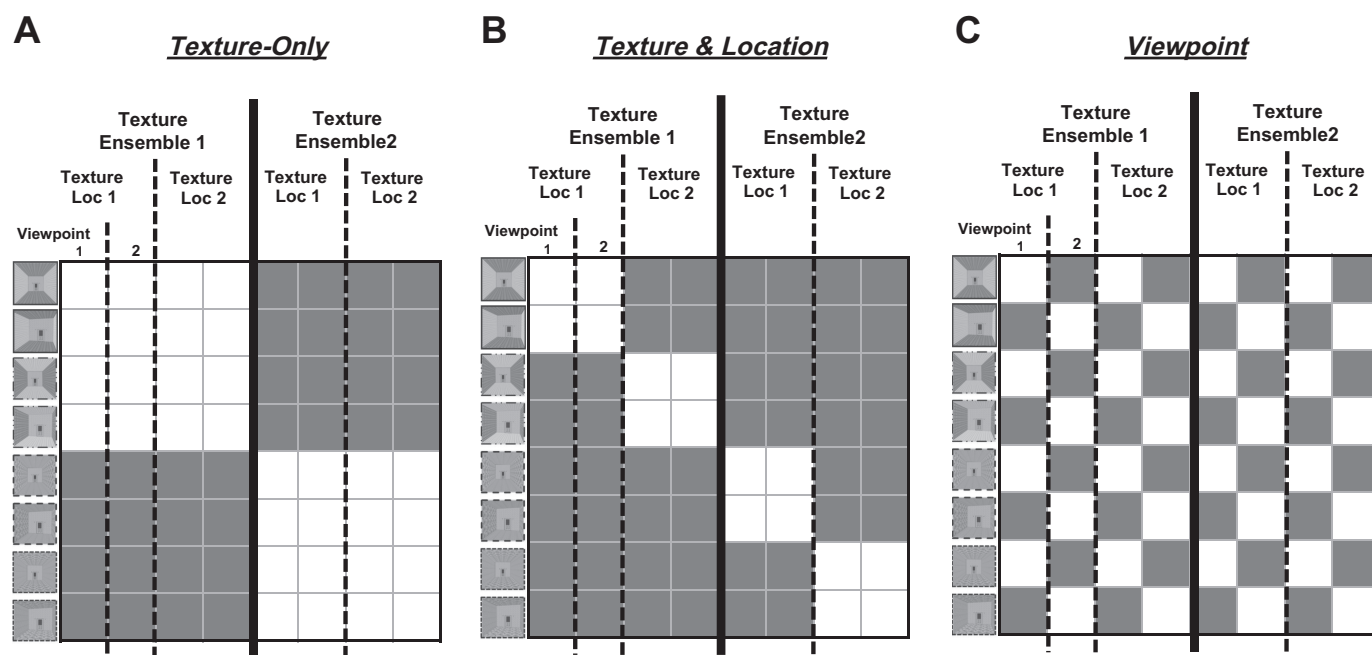 A
Texture-Only
Texture
Ensemble 1
Texture
Ensemble2
Texture
Loc 1
Texture
Loc 2
Texture
Loc 1
Texture
Loc 2
Viewpoint
1
2
B
Texture & Location
Texture
Ensemble 1
Texture
Ensemble2
Texture
Loc 1
Texture
Loc 2
Texture
Loc 1
Texture
Loc 2
Viewpoint
1
2
C
Viewpoint
Texture
Ensemble 1
Texture
Ensemble2
Texture
Loc 1
Texture
Loc 2
Texture
Loc 1
Texture
Loc 2
Viewpoint
1
2